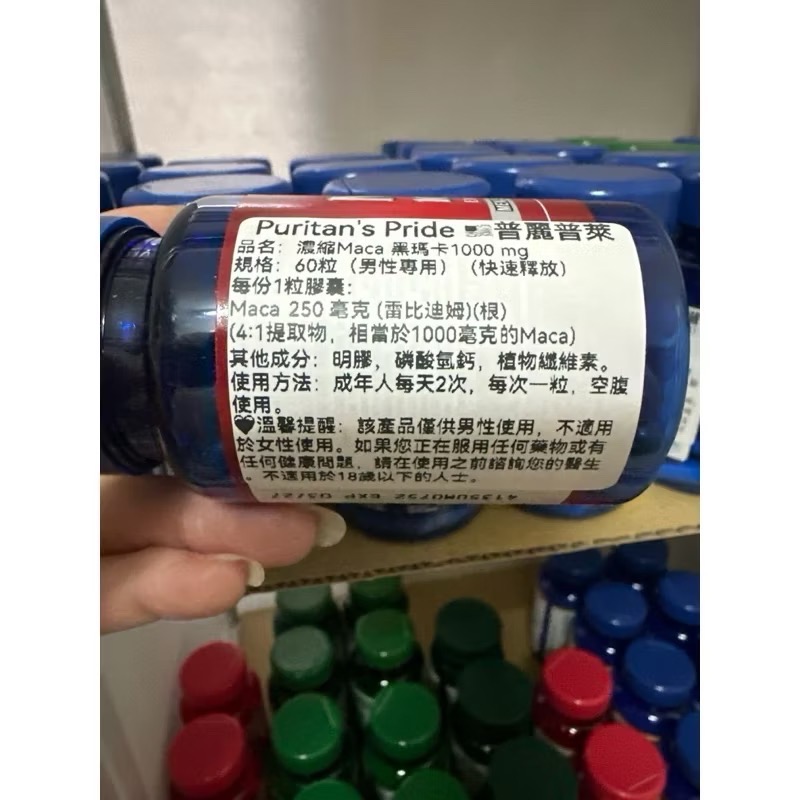 Puritan's Pride 普麗普萊
品名：濃縮Maca 黑瑪卡1000 mg
規格：60粒（男性專用）（快速釋放）
每份1粒膠囊：
Maca 250 毫克 (雷比迪姆)(根)
(4:1提取物，相當於1000毫克的Maca)
其他成分：明膠，磷酸氫鈣，植物纖維素。
使用方法：成年人每天2次，每次一粒，空腹
使用。
🖤溫馨提醒：該產品僅供男性使用，不適用
於女性使用。如果您正在服用任何藥物或有
任何健康問題，請在使用之前諮詢您的醫生
。不適用於18歲以下的人士。
41350A0752 EXP 03/27